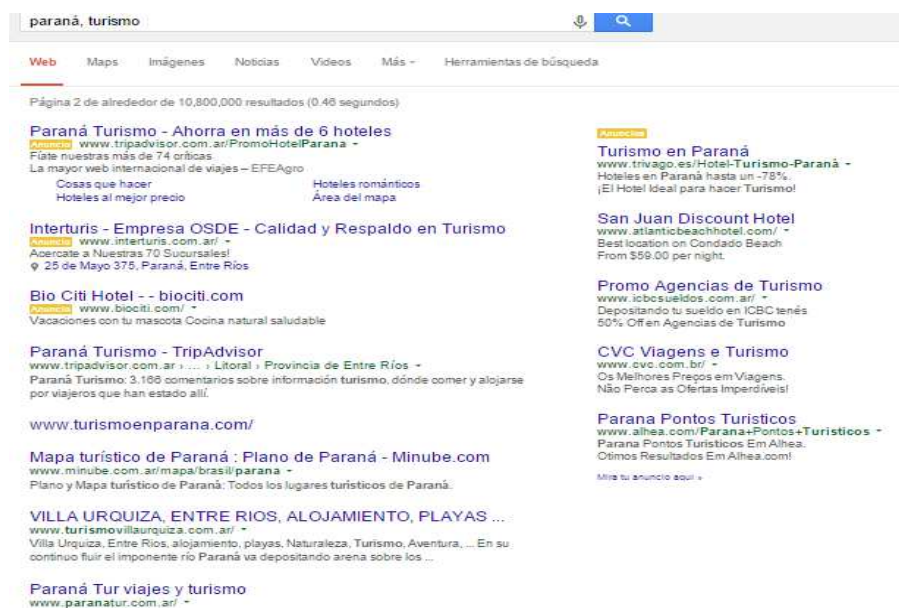 paraná, turismo
Web Maps Imágenes Noticias Videos Más Herramientas de búsqueda
Página 2 de alrededor de 10,800,000 resultados (0.46 segundos)
Paraná Turismo - Ahorra en más de 6 hoteles
Anuncio www.tripadvisor.com.ar/PromoHotelParana
Fíate nuestras más de 74 críticas
La mayor web internacional de viajes – EFEAgro
Cosas que hacer Hoteles románticos
Hoteles al mejor precio Área del mapa
Interturis - Empresa OSDE - Calidad y Respaldo en Turismo
Anuncio www.interturis.com.ar/
Acercate a Nuestras 70 Sucursales!
25 de Mayo 375, Paraná, Entre Ríos
Bio Citi Hotel - - biociti.com
Anuncio www.biociti.com/
Vacaciones con tu mascota Cocina natural saludable
Paraná Turismo - TripAdvisor
www.tripadvisor.com.ar › ... › Litoral › Provincia de Entre Ríos
Paraná Turismo: 3.166 comentarios sobre información turismo, dónde comer y alojarse
por viajeros que han estado allí.
www.turismoenparana.com/
Mapa turístico de Paraná : Plano de Paraná - Minube.com
www.minube.com.ar/mapa/brasil/parana
Plano y Mapa turístico de Paraná: Todos los lugares turísticos de Paraná.
VILLA URQUIZA, ENTRE RIOS, ALOJAMIENTO, PLAYAS ...
www.turismovillaurquiza.com.ar/
Villa Urquiza, Entre Rios, alojamiento, playas, Naturaleza, Turismo, Aventura, ... En su
continuo fluir el imponente río Paraná va depositando arena sobre los ...
Paraná Tur viajes y turismo
www.paranatur.com.ar/
Anuncios
Turismo en Paraná
www.trivago.es/Hotel-Turismo-Paraná
Hoteles en Paraná hasta un -78%.
¡El Hotel Ideal para hacer Turismo!
San Juan Discount Hotel
www.atlanticbeachhotel.com/
Best location on Condado Beach
From $59.00 per night.
Promo Agencias de Turismo
www.icbcsueldos.com.ar/
Depositando tu sueldo en ICBC tenés
50% Off en Agencias de Turismo
CVC Viagens e Turismo
www.cvc.com.br/
Os Melhores Preços em Viagens.
Não Perca as Ofertas Imperdíveis!
Parana Pontos Turisticos
www.alhea.com/Parana+Pontos+Turisticos
Parana Pontos Turisticos Em Alhea.
Otimos Resultados Em Alhea.com!
Mira tu anuncio aquí »